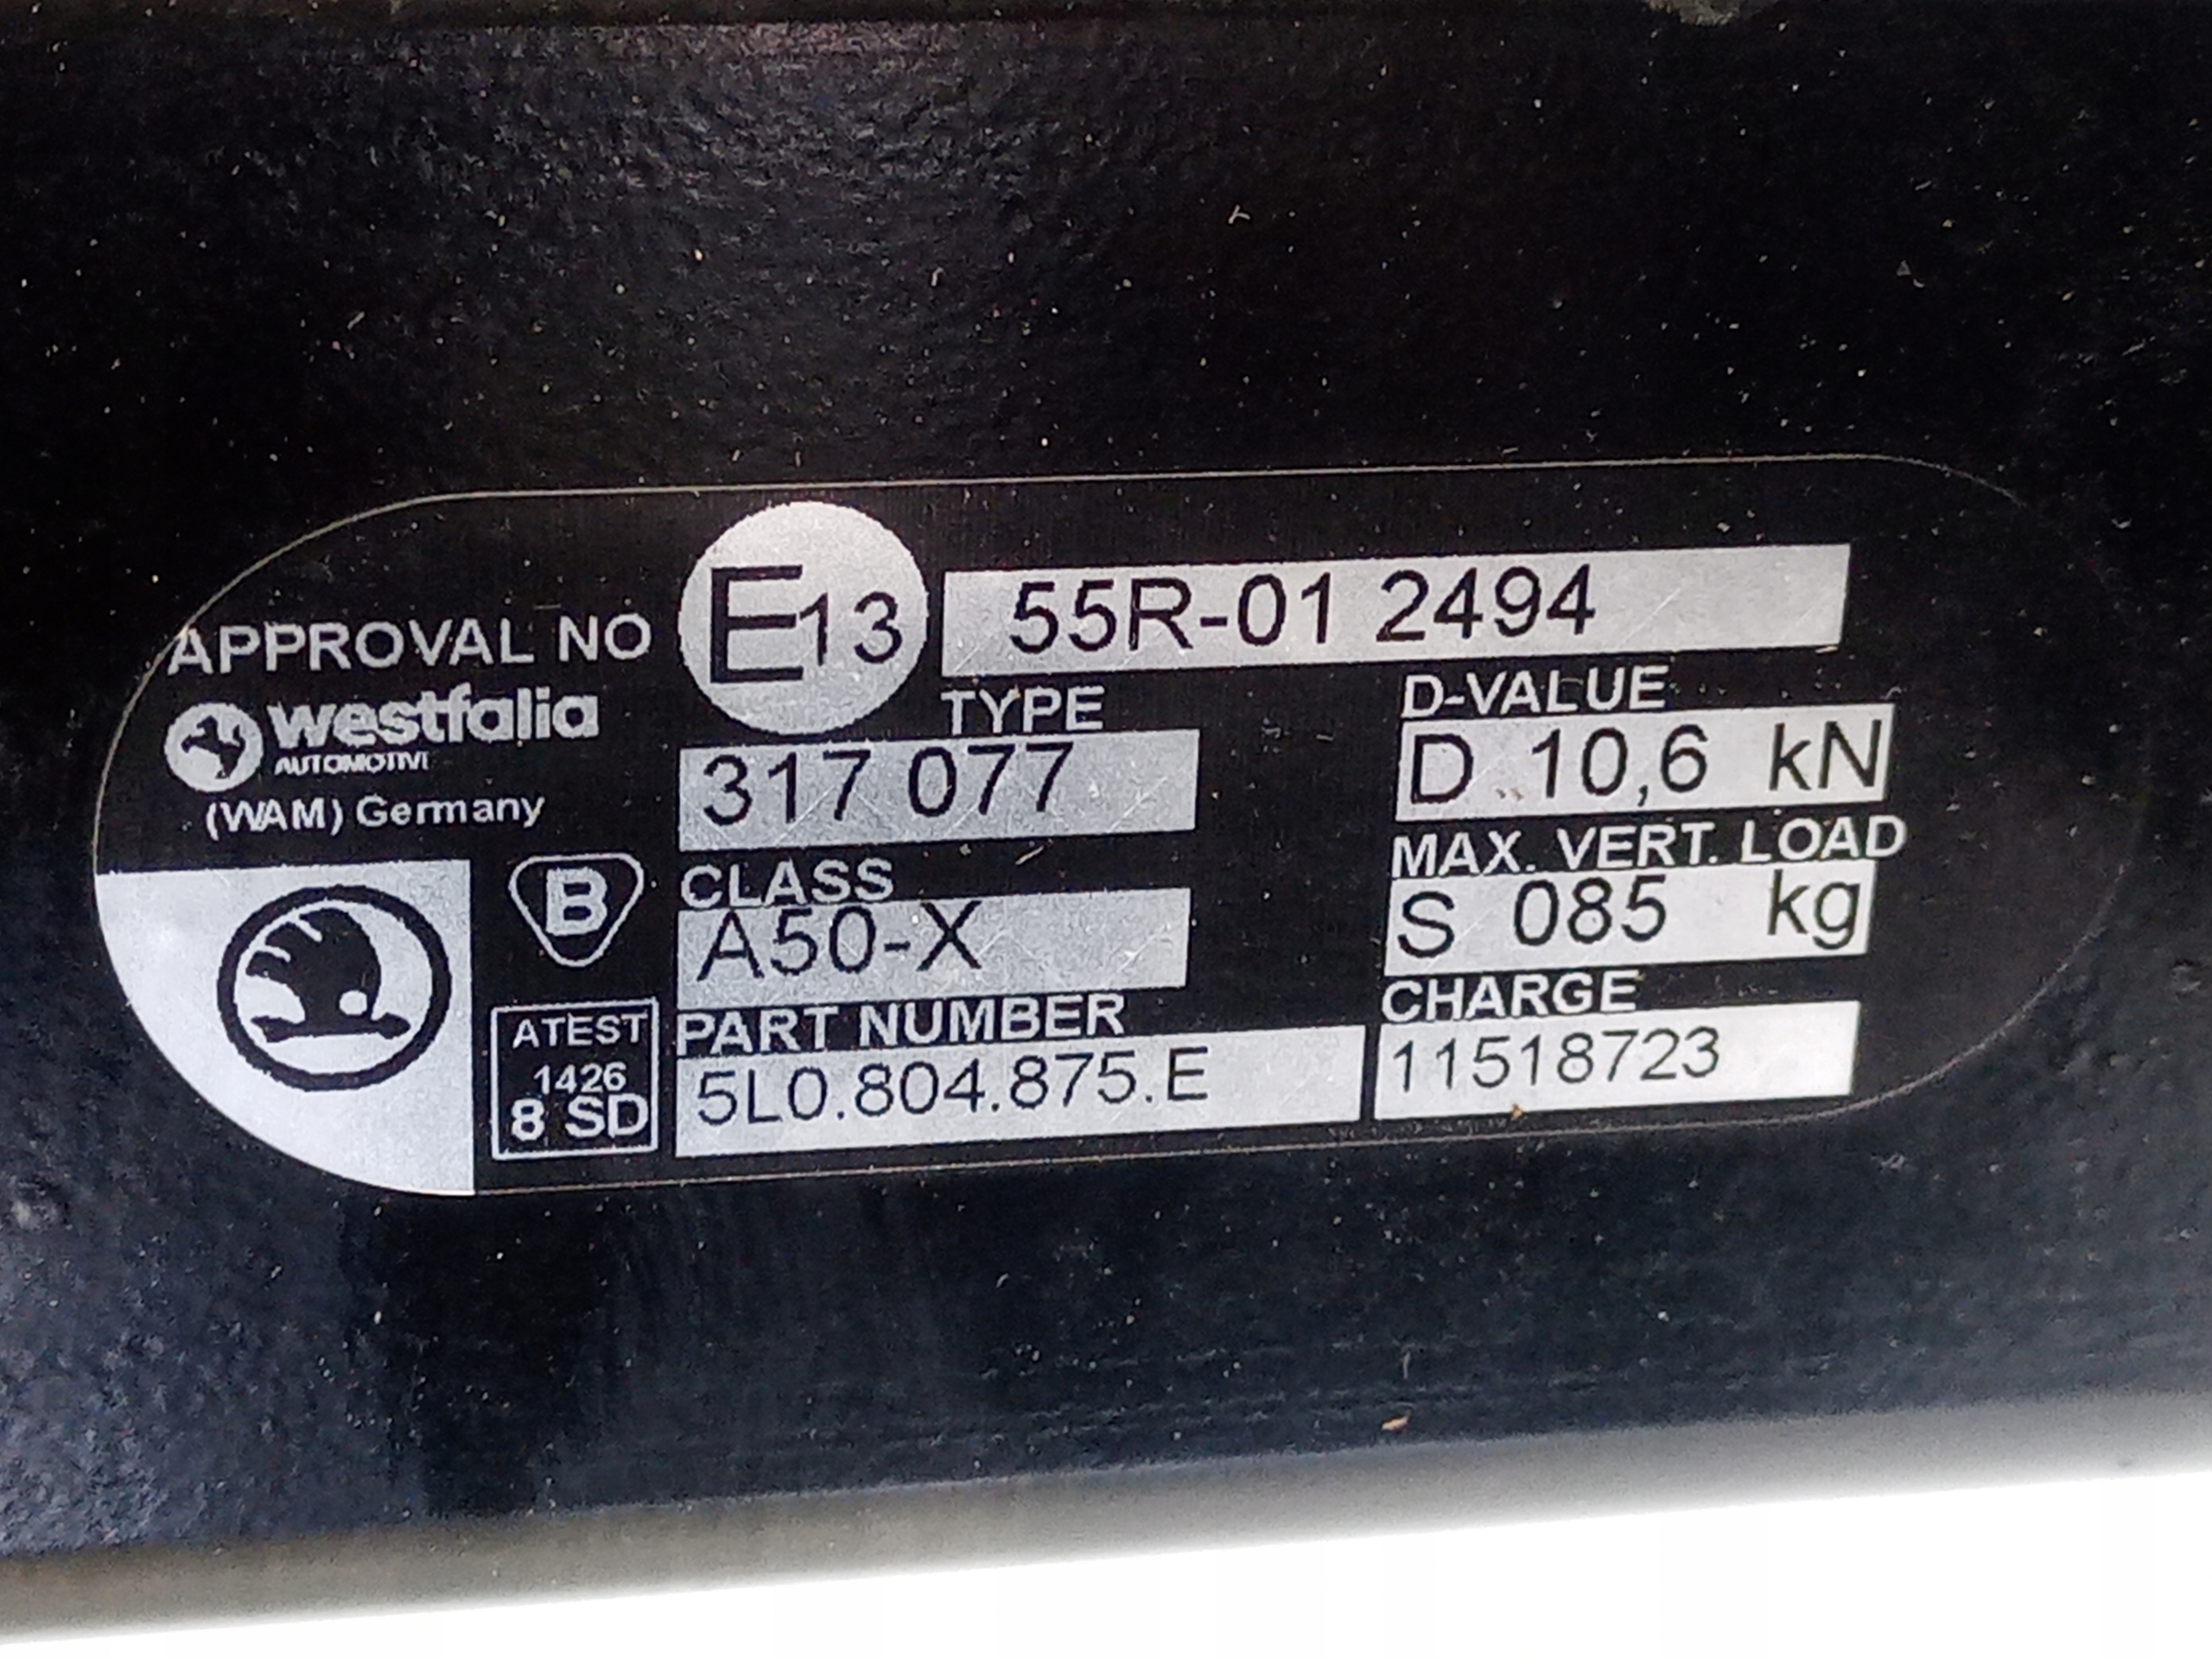 APPROVAL NO E13 55R-01 2494
westfalia
AUTOMOTIVE
(WAM) Germany
TYPE
317 077
D-VALUE
D 10,6 kN
B
CLASS
A50-X
MAX. VERT. LOAD
S 085 kg
ATEST
1426
8 SD
PART NUMBER
5L0.804.875.E
CHARGE
11518723